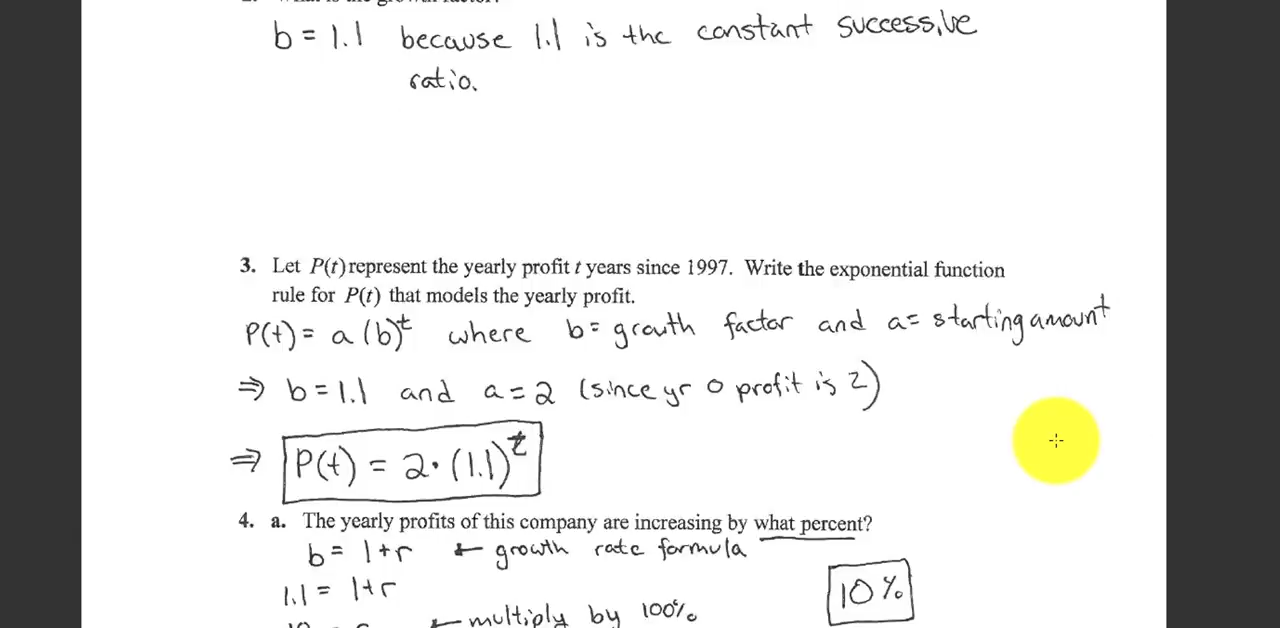 b = 1.1 because 1.1 is the constant successive
ratio.
3. Let P(t) represent the yearly profit t years since 1997. Write the exponential function
rule for P(t) that models the yearly profit.
P(t) = a (b)^t where b = growth factor and a = starting amount
⇒ b = 1.1 and a = 2 (since yr 0 profit is 2)
⇒ P(t) = 2 · (1.1)^t
4. a. The yearly profits of this company are increasing by what percent?
b = 1+r ← growth rate formula
1.1 = 1+r
10%
← multiply by 100%